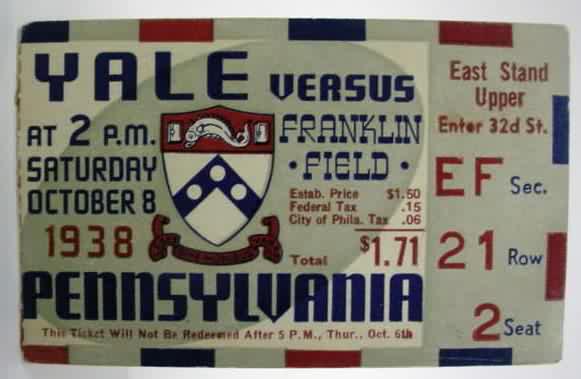 YALE VERSUS
AT 2 P.M.
SATURDAY
OCTOBER 8
1938
FRANKLIN
• FIELD •
Estab. Price $1.50
Federal Tax .15
City of Phila. Tax .06
Total $1.71
PENNSYLVANIA
This Ticket Will Not Be Redeemed After 5 P.M., Thur., Oct. 6th
East Stand
Upper
Enter 32d St.
EF Sec.
21 Row
2 Seat